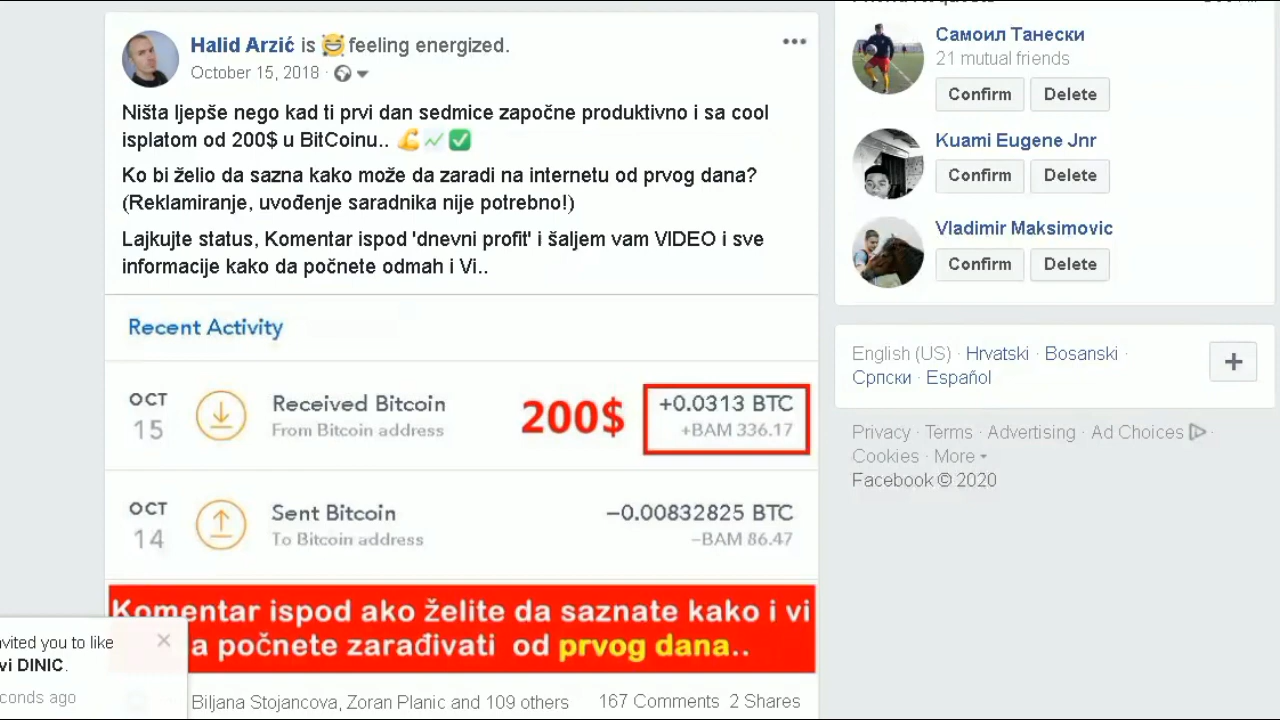 Halid Arzić is feeling energized.
October 15, 2018 ·
Ništa ljepše nego kad ti prvi dan sedmice započne produktivno i sa cool
isplatom od 200$ u BitCoinu..
Ko bi želio da sazna kako može da zaradi na internetu od prvog dana?
(Reklamiranje, uvođenje saradnika nije potrebno!)
Lajkujte status, Komentar ispod 'dnevni profit' i šaljem vam VIDEO i sve
informacije kako da počnete odmah i Vi..
Recent Activity
OCT
15
Received Bitcoin
From Bitcoin address
200$
+0.0313 BTC
+BAM 336.17
OCT
14
Sent Bitcoin
To Bitcoin address
−0.00832825 BTC
−BAM 86.47
Komentar ispod ako želite da saznate kako i vi
a počnete zarađivati od prvog dana..
Biljana Stojancova, Zoran Planic and 109 others
167 Comments 2 Shares
nvited you to like
vi DINIC.
conds ago
Самоил Танески
21 mutual friends
Confirm Delete
Kuami Eugene Jnr
Confirm Delete
Vladimir Maksimovic
Confirm Delete
English (US) · Hrvatski · Bosanski ·
Српски · Español
Privacy · Terms · Advertising · Ad Choices ·
Cookies · More
Facebook © 2020